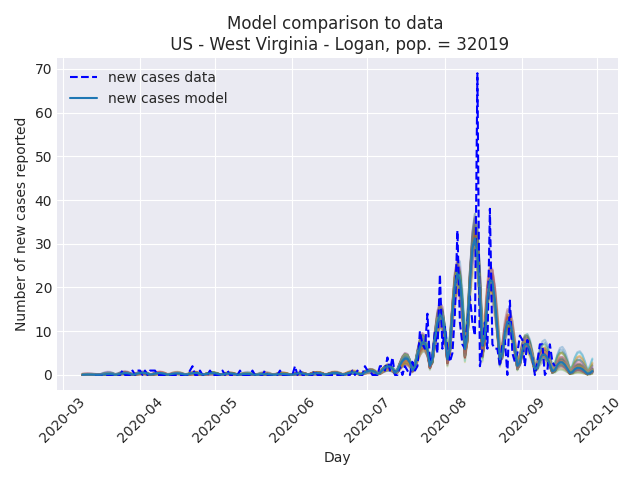 Model comparison to data
US - West Virginia - Logan, pop. = 32019
new cases data
new cases model
Number of new cases reported
70
60
50
40
30
20
10
0
2020-03
2020-04
2020-05
2020-06
2020-07
2020-08
2020-09
2020-10
Day